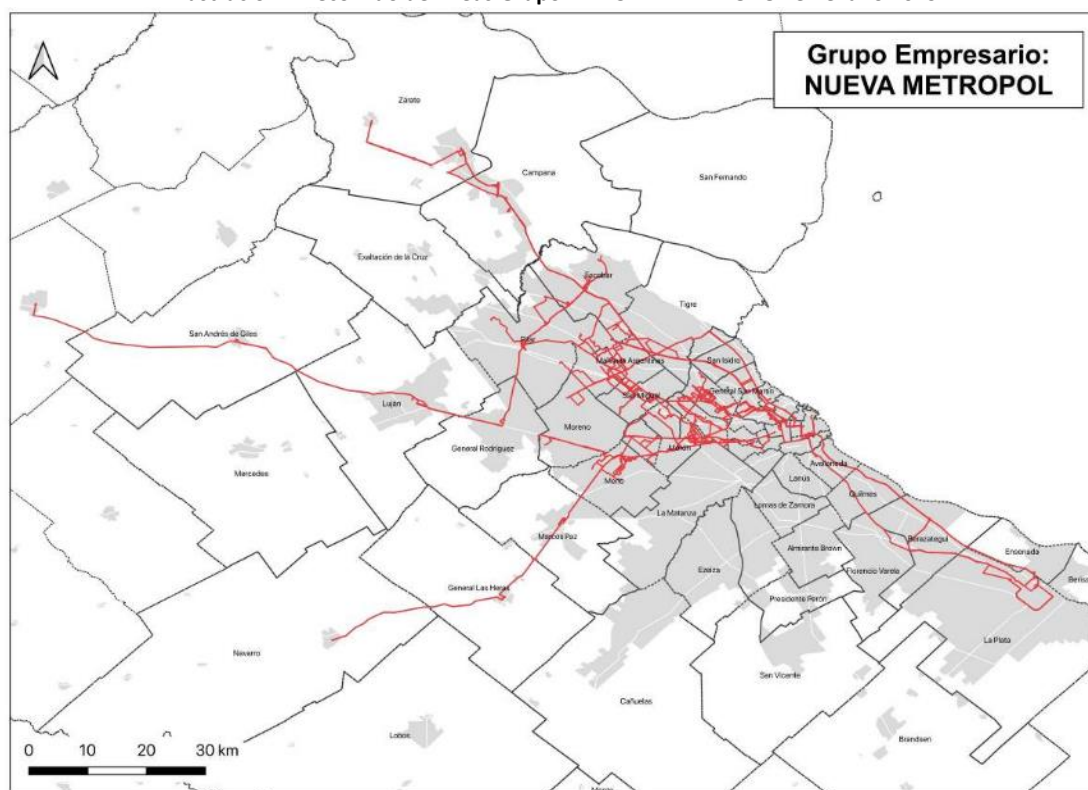 Grupo Empresario:
NUEVA METROPOL
Zárate
Campana
San Fernando
Exaltación de la Cruz
Escobar
Tigre
San Andrés de Giles
Pilar
Malvinas Argentinas
San Isidro
General San Martín
San Miguel
Luján
Moreno
General Rodríguez
Morón
Avellaneda
Mercedes
Merlo
Lanús
Quilmes
La Matanza
Lomas de Zamora
Marcos Paz
Almirante Brown
Berazategui
Ensenada
Ezeiza
Florencio Varela
Berisso
General Las Heras
Presidente Perón
La Plata
Navarro
San Vicente
Cañuelas
Lobos
Brandsen
0 10 20 30 km